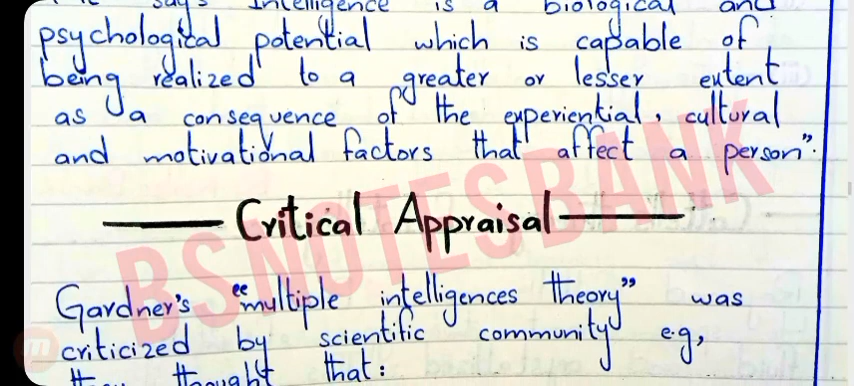 says Intelligence is a biological and
psychological potential which is capable of
being realized to a greater or lesser extent
as a consequence of the experiential, cultural
and motivational factors that affect a person".
Critical Appraisal
BSNOTESBANK
Gardner's "multiple intelligences theory" was
criticized by scientific community e.g,
they thought that: